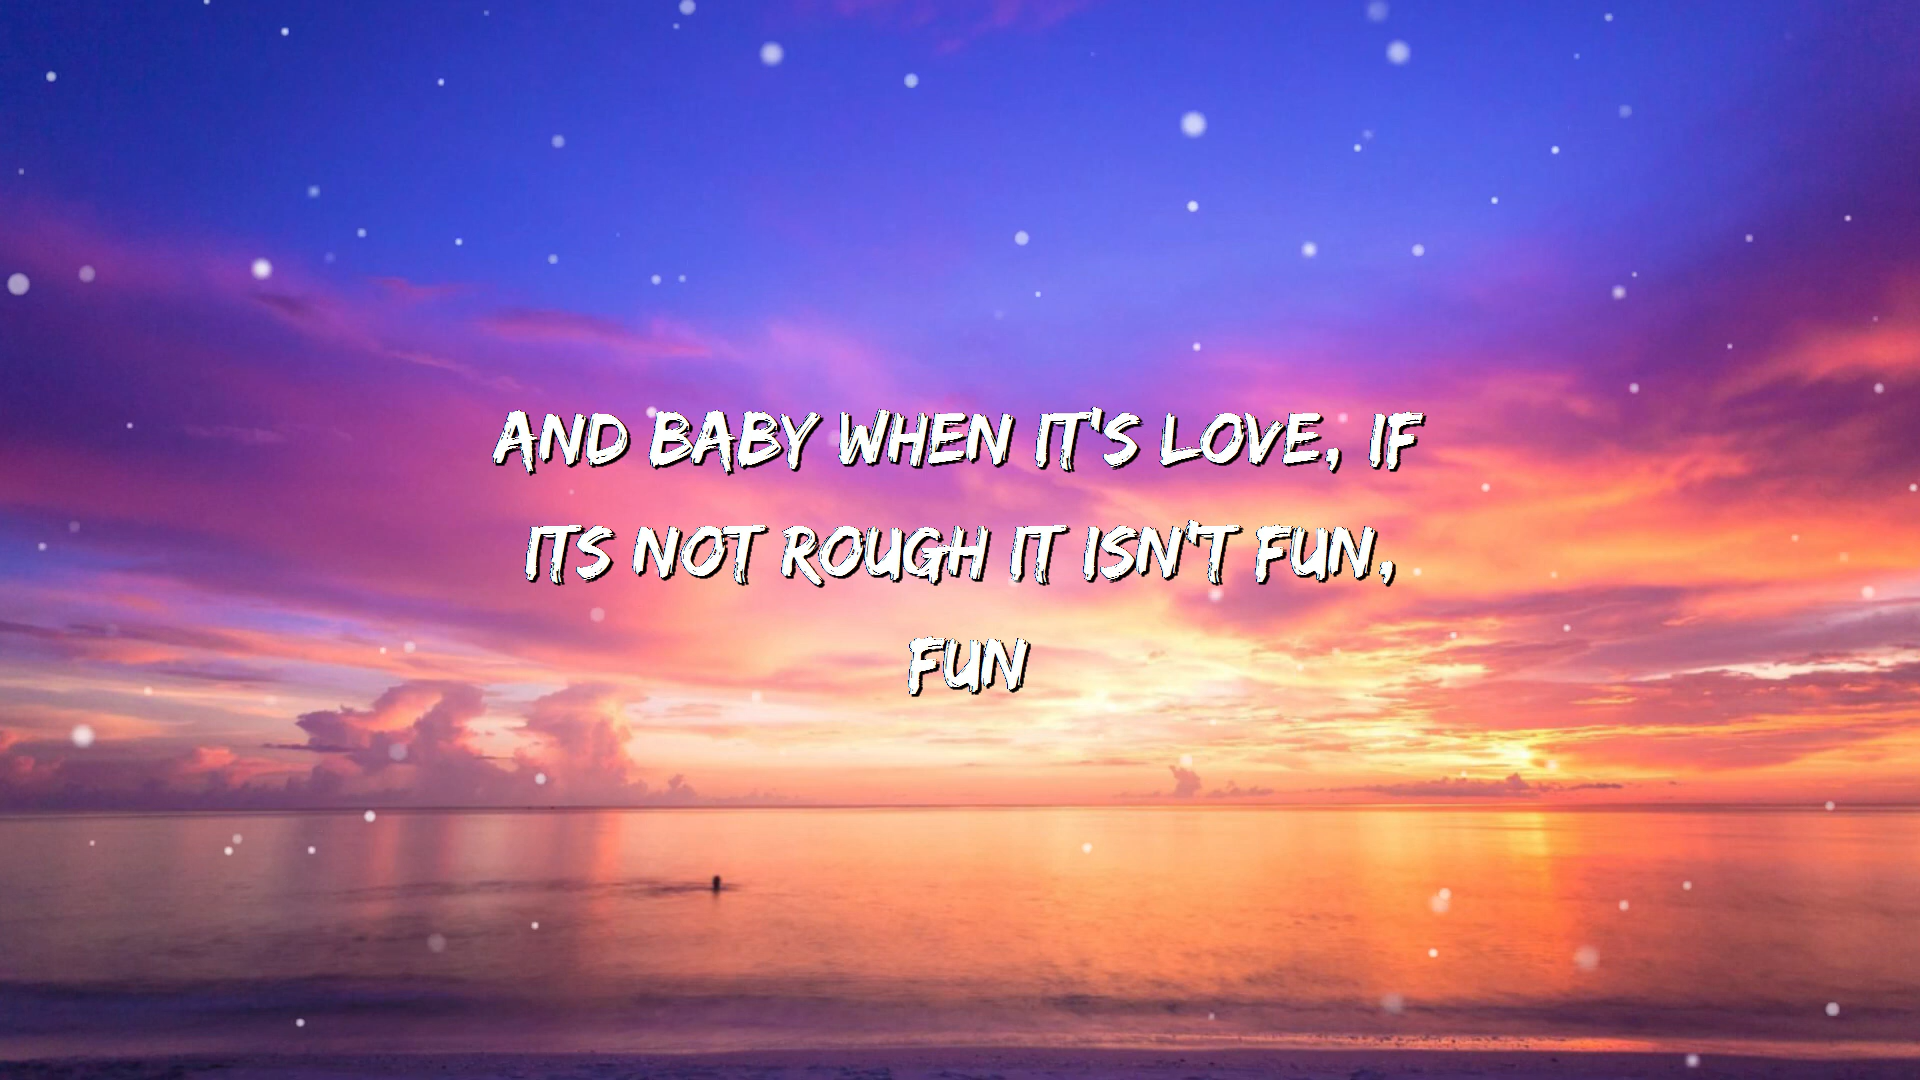 AND BABY WHEN IT'S LOVE, IF
ITS NOT ROUGH IT ISN'T FUN,
FUN